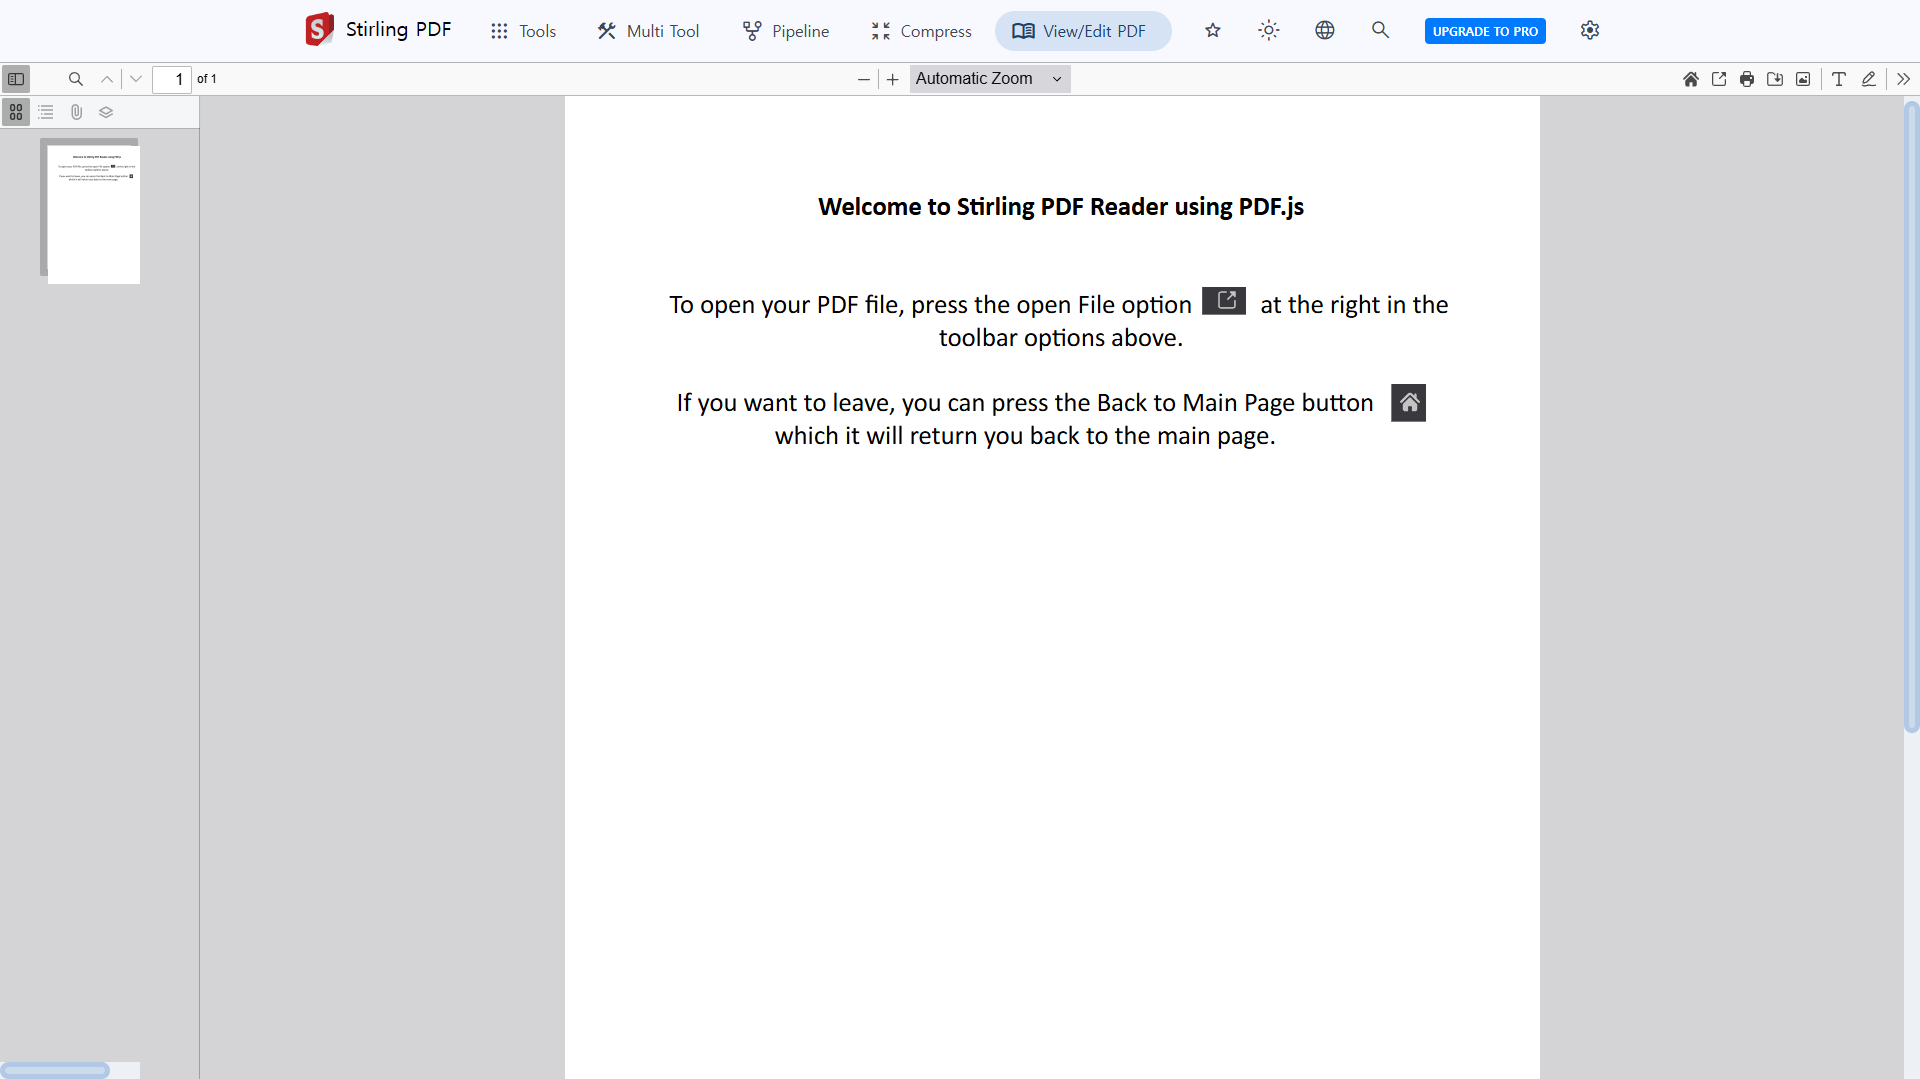 Stirling PDF Tools Multi Tool Pipeline Compress View/Edit PDF UPGRADE TO PRO
1 of 1 Automatic Zoom
Welcome to Stirling PDF Reader using PDF.js
To open your PDF file, press the open File option at the right in the
toolbar options above.
If you want to leave, you can press the Back to Main Page button
which it will return you back to the main page.